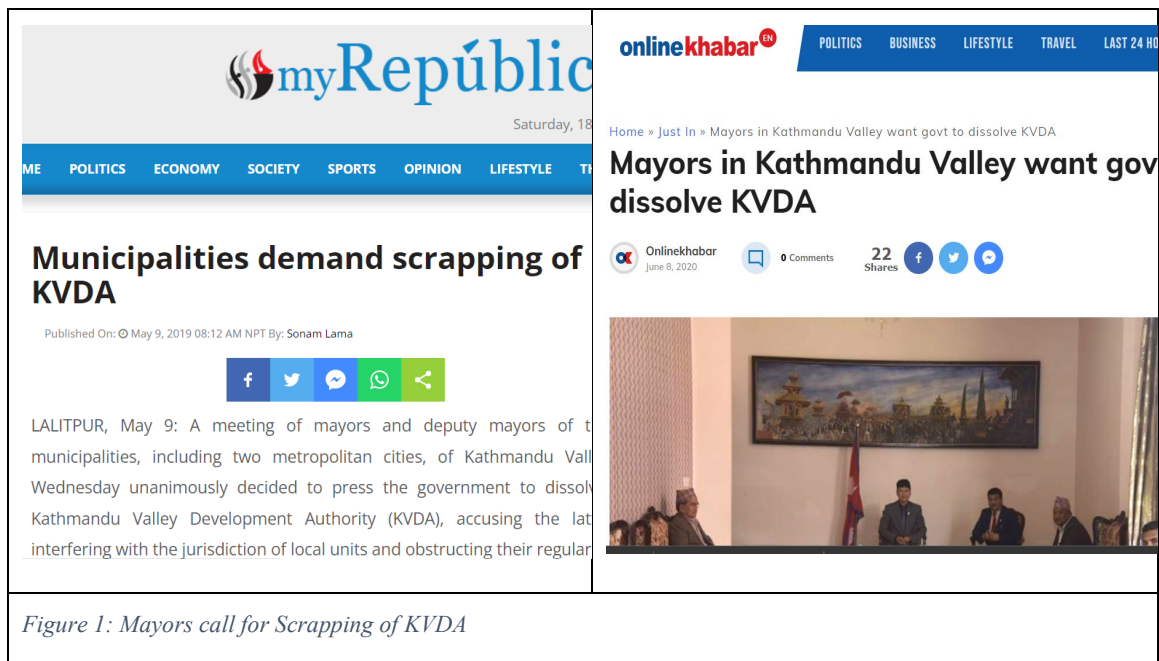 myRepúblic
Saturday, 18
ME POLITICS ECONOMY SOCIETY SPORTS OPINION LIFESTYLE TH
Municipalities demand scrapping of
KVDA
Published On: May 9, 2019 08:12 AM NPT By: Sonam Lama
LALITPUR, May 9: A meeting of mayors and deputy mayors of t
municipalities, including two metropolitan cities, of Kathmandu Vall
Wednesday unanimously decided to press the government to dissolv
Kathmandu Valley Development Authority (KVDA), accusing the lat
interfering with the jurisdiction of local units and obstructing their regular
onlinekhabar EN
POLITICS BUSINESS LIFESTYLE TRAVEL LAST 24 HO
Home » Just In » Mayors in Kathmandu Valley want govt to dissolve KVDA
Mayors in Kathmandu Valley want gov
dissolve KVDA
Onlinekhabar
June 8, 2020
0 Comments
22
Shares
Figure 1: Mayors call for Scrapping of KVDA